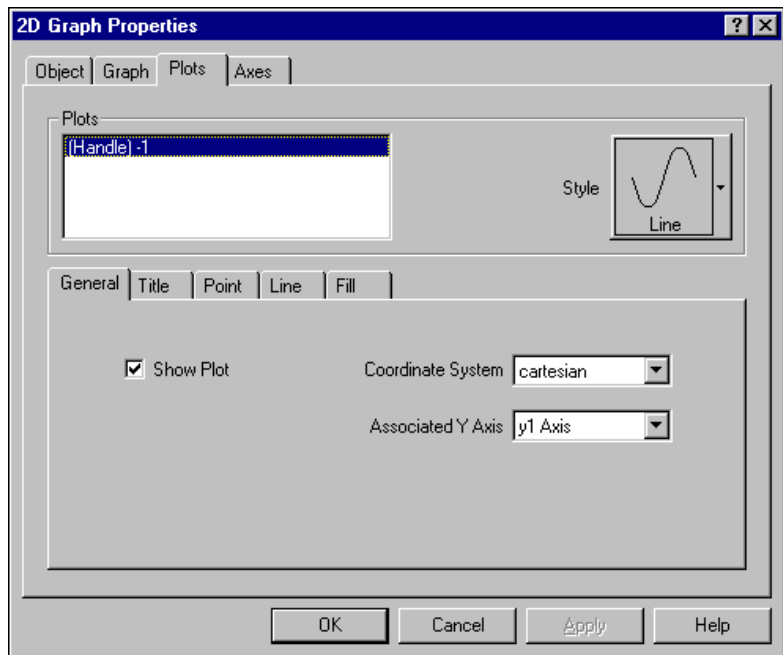 2D Graph Properties
Object Graph Plots Axes
Plots
(Handle) -1
Style
Line
General Title Point Line Fill
Show Plot
Coordinate System cartesian
Associated Y Axis y1 Axis
OK Cancel Apply Help